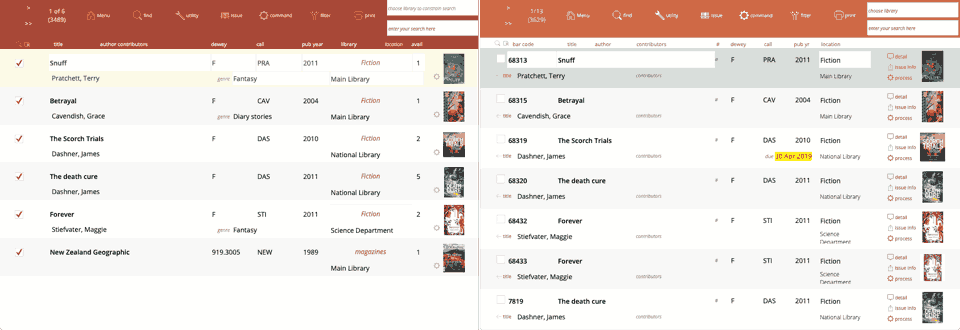 > 1 of 6 Menu find utility issue command filter print choose library to constrain search
>> (3489) enter your search here
title author contributors dewey call pub year library location avail
Snuff F PRA 2011 Fiction 1
Pratchett, Terry genre Fantasy Main Library
Betrayal F CAV 2004 Fiction 1
Cavendish, Grace genre Diary stories Main Library
The Scorch Trials F DAS 2010 Fiction 2
Dashner, James National Library
The death cure F DAS 2011 Fiction 5
Dashner, James National Library
Forever F STI 2011 Fiction 2
Stiefvater, Maggie genre Fantasy Science Department
New Zealand Geographic 919.3005 NEW 1989 magazines 1
Main Library
> 1/13 Menu find utility issue command filter print choose library
>> (3629) enter your search here
bar code title author contributors # dewey call pub yr location
68313 Snuff F PRA 2011 Fiction detail
title Pratchett, Terry contributors Main Library issue info
process
68315 Betrayal # F CAV 2004 Fiction detail
title Cavendish, Grace contributors Main Library issue info
process
68319 The Scorch Trials # F DAS 2010 Fiction detail
title Dashner, James contributors due 30 Apr 2019 National Library issue info
process
68320 The death cure # F DAS 2011 Fiction detail
title Dashner, James contributors National Library issue info
process
68432 Forever # F STI 2011 Fiction detail
title Stiefvater, Maggie contributors Science Department issue info
process
68433 Forever # F STI 2011 Fiction detail
title Stiefvater, Maggie contributors Science Department issue info
process
7819 The death cure # F DAS 2011 Fiction detail
title Dashner, James contributors National Library issue info
process